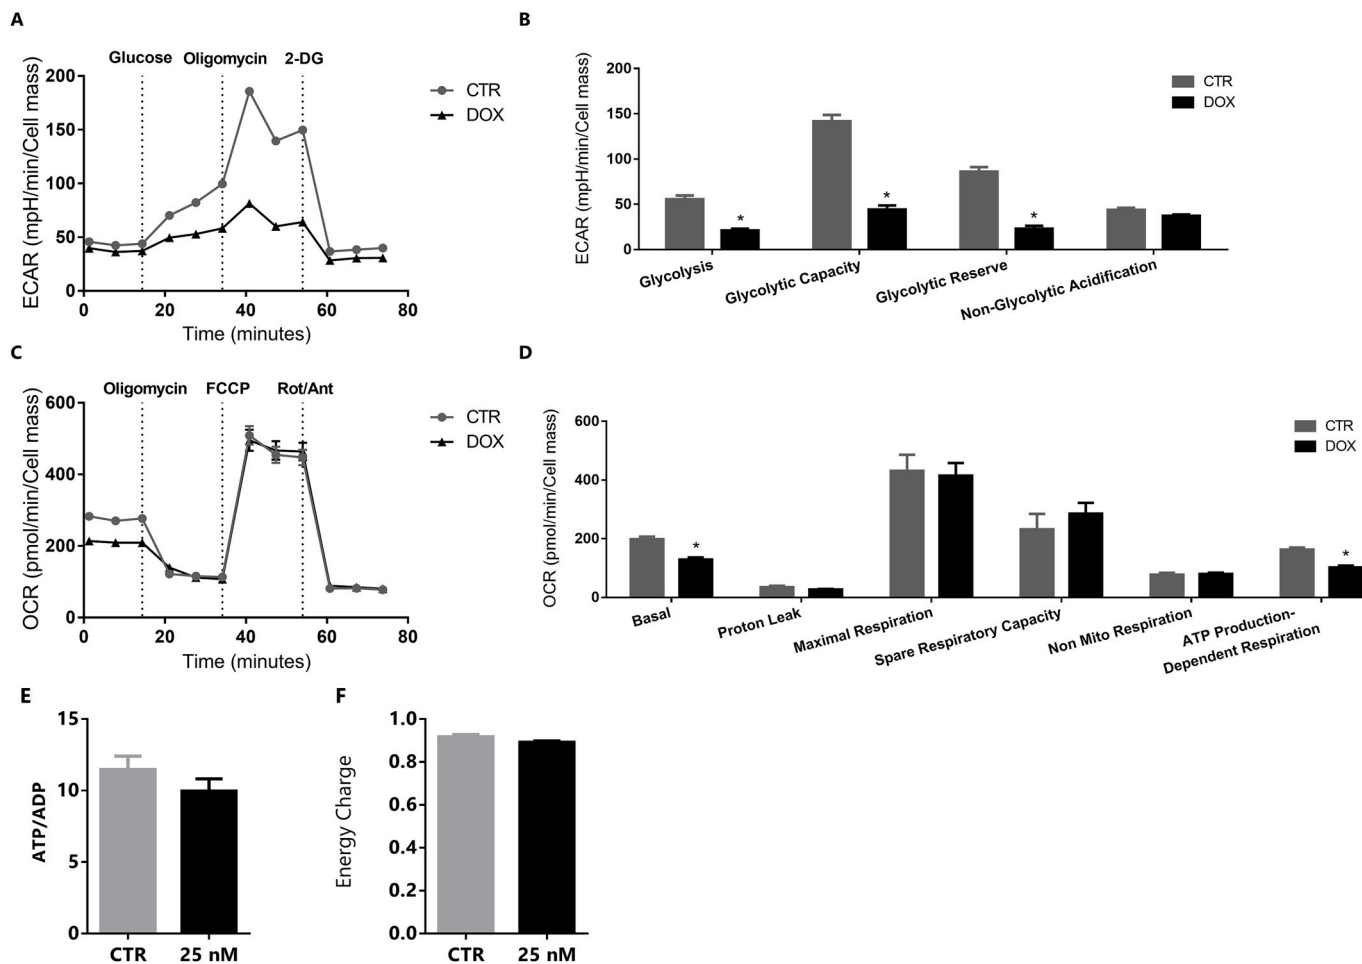 A
Glucose Oligomycin 2-DG
ECAR (mpH/min/Cell mass)
200
150
100
50
0
0 20 40 60 80
Time (minutes)
CTR
DOX
B
ECAR (mpH/min/Cell mass)
200
150
100
50
0
* * *
CTR
DOX
Glycolysis
Glycolytic Capacity
Glycolytic Reserve
Non-Glycolytic Acidification
C
Oligomycin FCCP Rot/Ant
OCR (pmol/min/Cell mass)
600
400
200
0
0 20 40 60 80
Time (minutes)
CTR
DOX
D
OCR (pmol/min/Cell mass)
600
400
200
0
* *
CTR
DOX
Basal
Proton Leak
Maximal Respiration
Spare Respiratory Capacity
Non Mito Respiration
ATP Production-
Dependent Respiration
E
ATP/ADP
15
10
5
0
CTR 25 nM
F
Energy Charge
1.0
0.8
0.6
0.4
0.2
0.0
CTR 25 nM